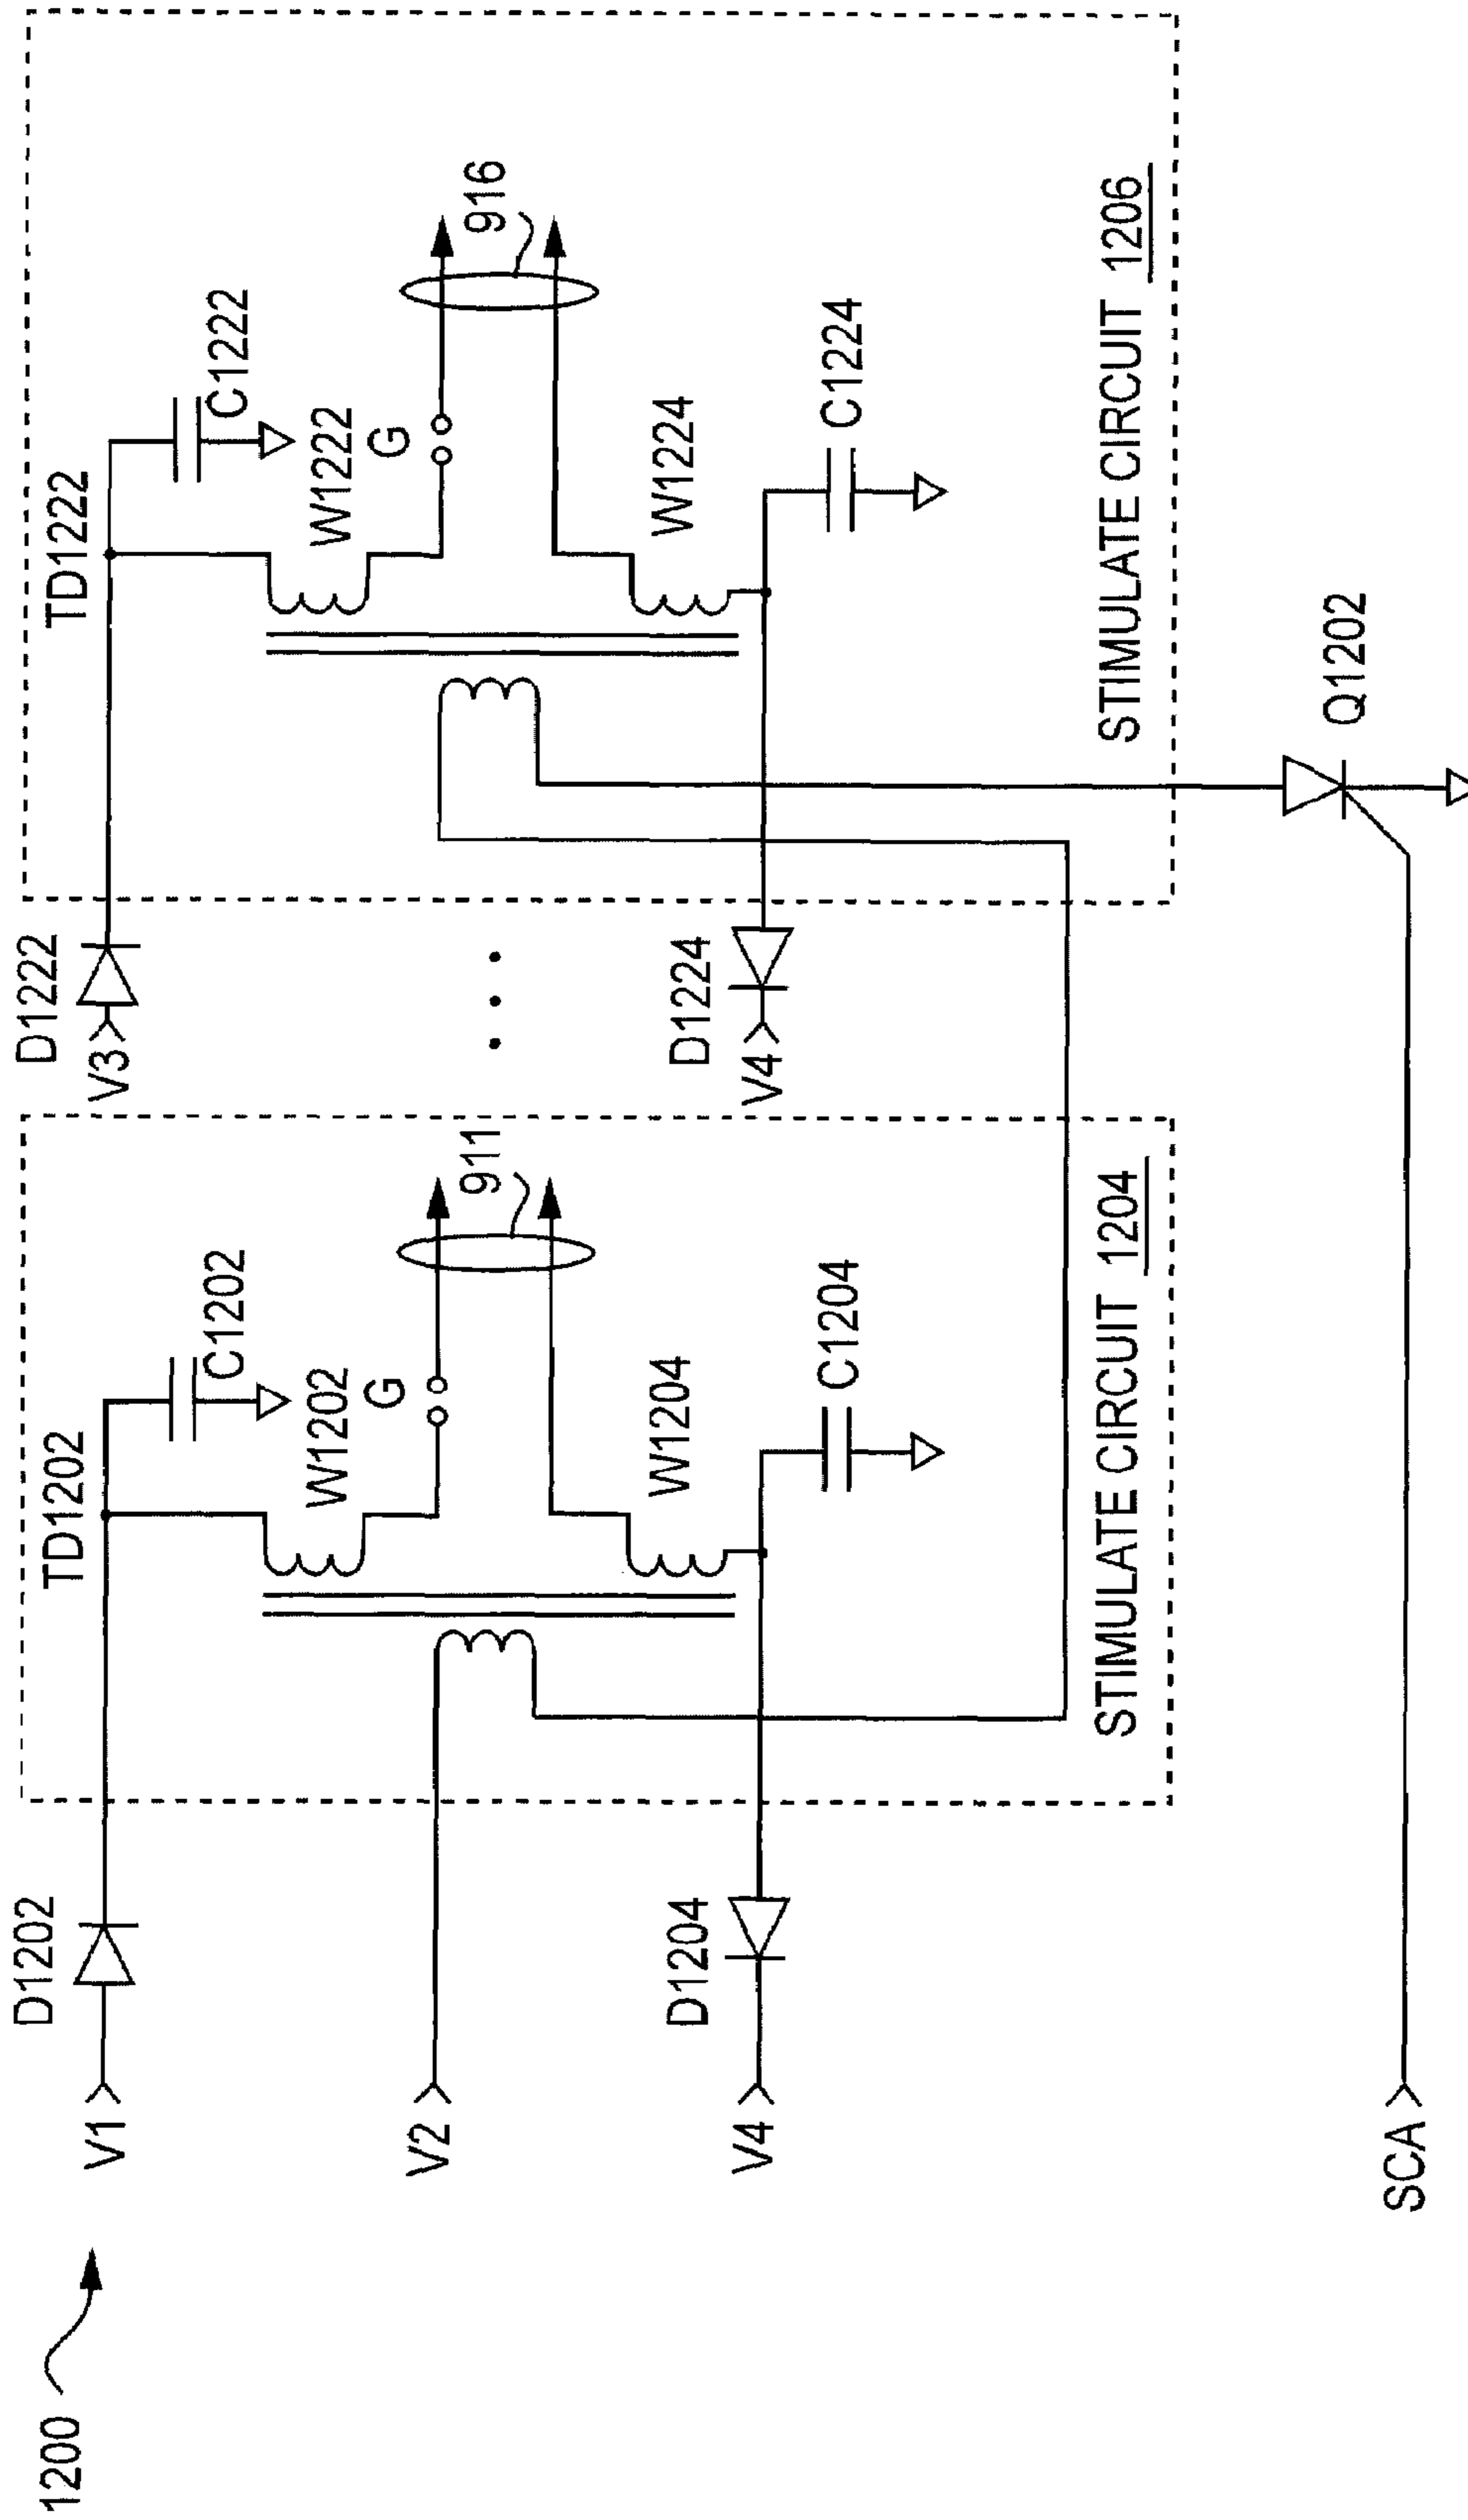 1200
V1
D1202
TD1202
C1202
W1202
G
911
V2
W1204
C1204
D1204
V4
STIMULATE CIRCUIT 1204
V3
D1222
TD1222
C1222
W1222
G
916
W1224
C1224
D1224
V4
STIMULATE CIRCUIT 1206
Q1202
SCA